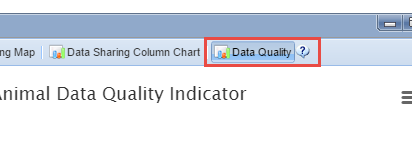 ng Map Data Sharing Column Chart Data Quality ?
Animal Data Quality Indicator